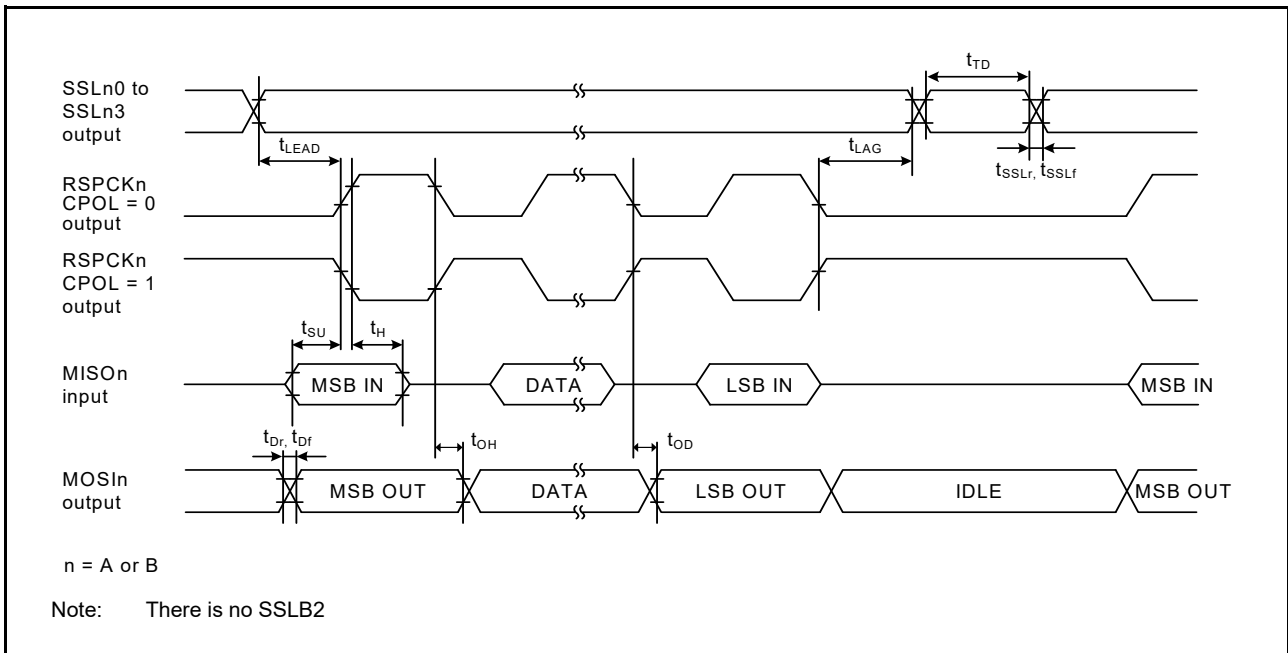 SSLn0 to
SSLn3
output
tTD
tLEAD
tLAG
tSSLr, tSSLf
RSPCKn
CPOL = 0
output
RSPCKn
CPOL = 1
output
tSU
tH
MISOn
input
MSB IN
DATA
LSB IN
MSB IN
tDr, tDf
tOH
tOD
MOSIn
output
MSB OUT
DATA
LSB OUT
IDLE
MSB OUT
n = A or B
Note: There is no SSLB2